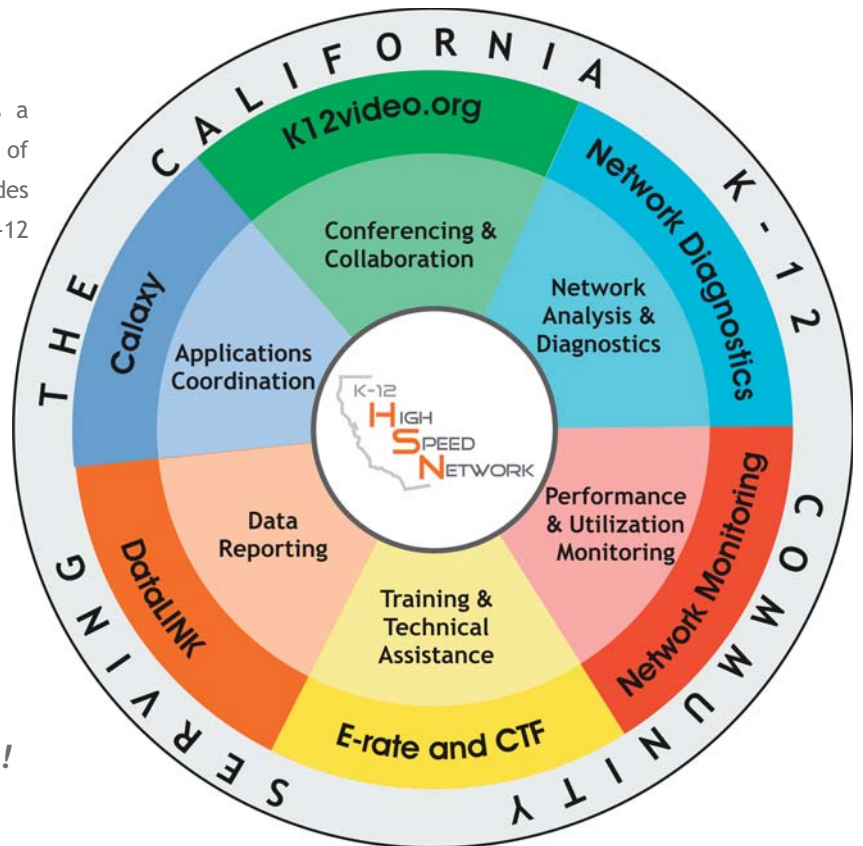 s a
of
des
-12
!
SERVING THE CALIFORNIA K-12 COMMUNITY
K12video.org
Conferencing &
Collaboration
Network Diagnostics
Network
Analysis &
Diagnostics
Network Monitoring
Performance
& Utilization
Monitoring
E-rate and CTF
Training &
Technical
Assistance
DataLINK
Data
Reporting
Calaxy
Applications
Coordination
K-12
HIGH
SPEED
NETWORK